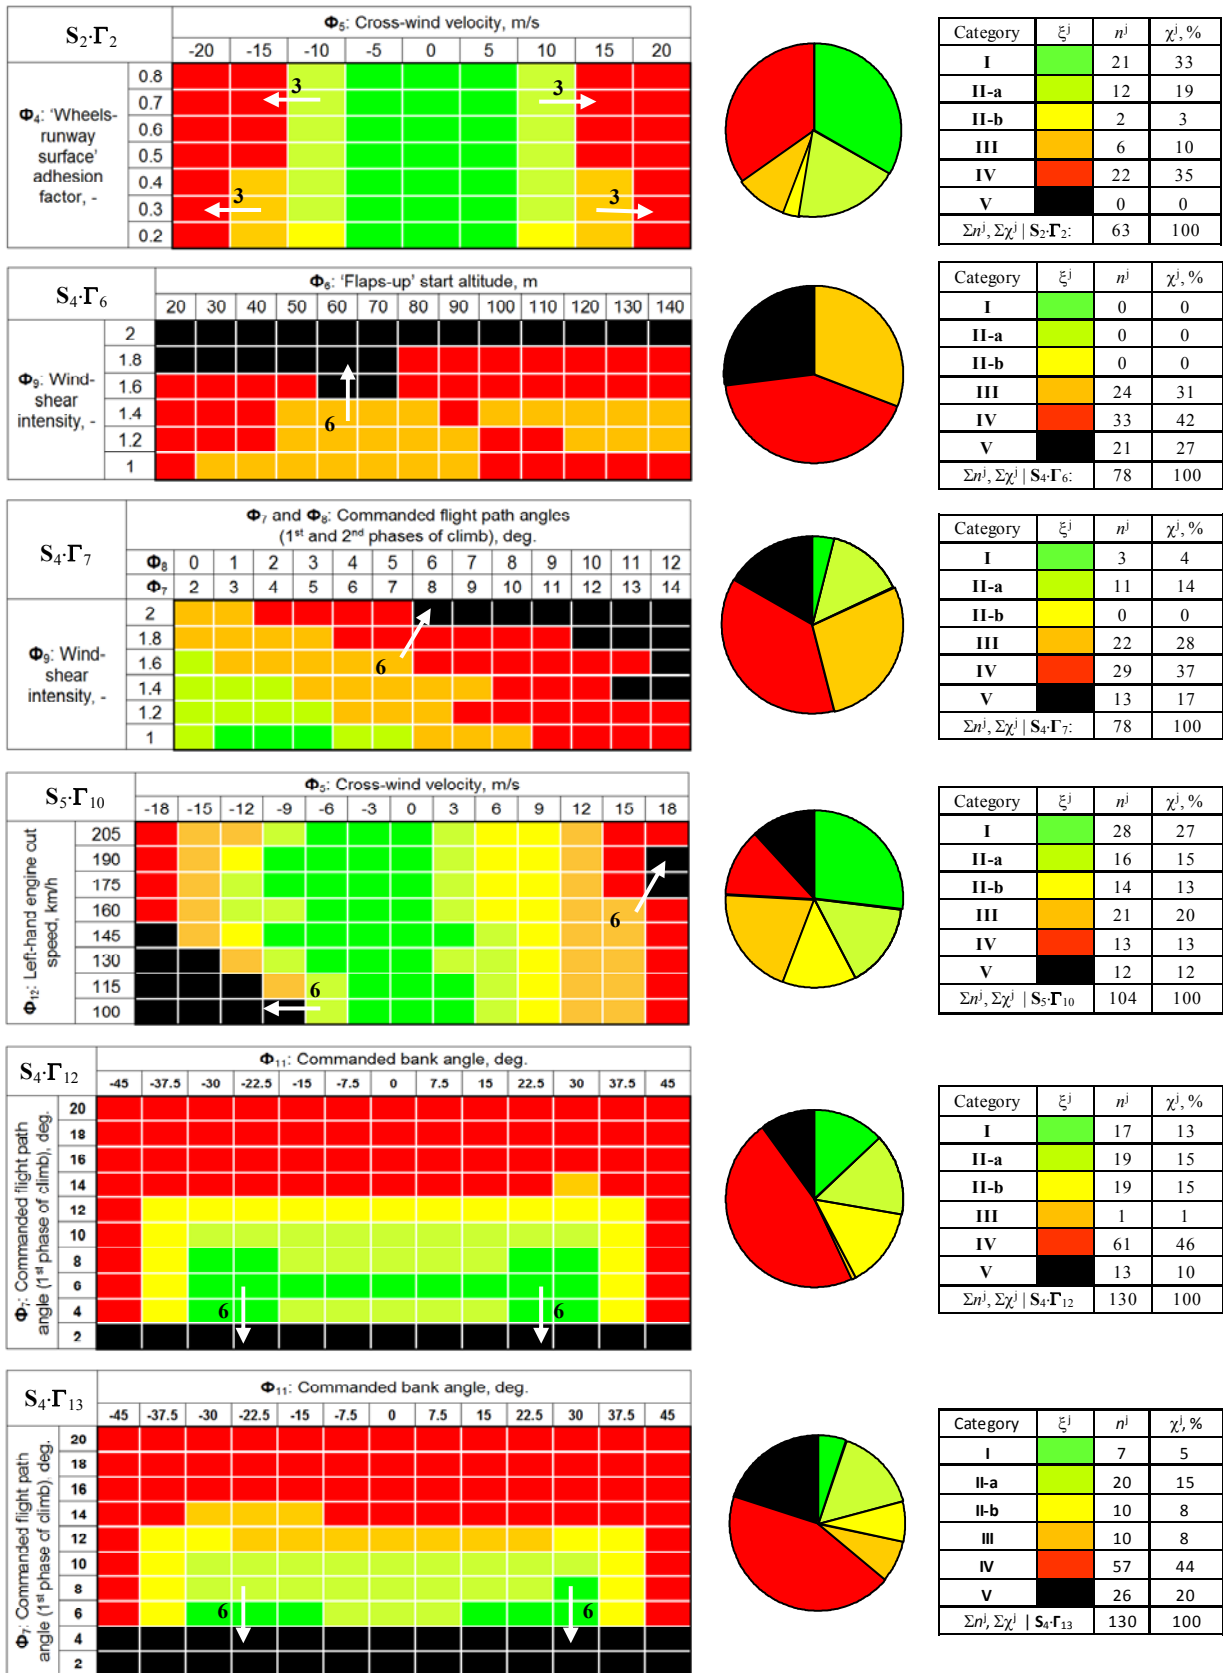 S₂·Γ₂
Φ₅: Cross-wind velocity, m/s
-20 -15 -10 -5 0 5 10 15 20
Φ₄: ‘Wheels-
runway
surface’
adhesion
factor, -
0.8
0.7
0.6
0.5
0.4
0.3
0.2
3 3
3 3
Category ξʲ nʲ χʲ, %
I 21 33
II-a 12 19
II-b 2 3
III 6 10
IV 22 35
V 0 0
Σnʲ, Σχʲ | S₂·Γ₂: 63 100
S₄·Γ₆
Φ₆: ‘Flaps-up’ start altitude, m
20 30 40 50 60 70 80 90 100 110 120 130 140
Φ₉: Wind-
shear
intensity, -
2
1.8
1.6
1.4
1.2
1
6
Category ξʲ nʲ χʲ, %
I 0 0
II-a 0 0
II-b 0 0
III 24 31
IV 33 42
V 21 27
Σnʲ, Σχʲ | S₄·Γ₆: 78 100
S₄·Γ₇
Φ₇ and Φ₈: Commanded flight path angles
(1st and 2nd phases of climb), deg.
Φ₈ 0 1 2 3 4 5 6 7 8 9 10 11 12
Φ₇ 2 3 4 5 6 7 8 9 10 11 12 13 14
Φ₉: Wind-
shear
intensity, -
2
1.8
1.6
1.4
1.2
1
6
Category ξʲ nʲ χʲ, %
I 3 4
II-a 11 14
II-b 0 0
III 22 28
IV 29 37
V 13 17
Σnʲ, Σχʲ | S₄·Γ₇: 78 100
S₅·Γ₁₀
Φ₅: Cross-wind velocity, m/s
-18 -15 -12 -9 -6 -3 0 3 6 9 12 15 18
Φ₁₂: Left-hand engine out
speed, km/h
205
190
175
160
145
130
115
100
6
6
Category ξʲ nʲ χʲ, %
I 28 27
II-a 16 15
II-b 14 13
III 21 20
IV 13 13
V 12 12
Σnʲ, Σχʲ | S₅·Γ₁₀ 104 100
S₄·Γ₁₂
Φ₁₁: Commanded bank angle, deg.
-45 -37.5 -30 -22.5 -15 -7.5 0 7.5 15 22.5 30 37.5 45
Φ₇: Commanded flight path
angle (1st phase of climb), deg.
20
18
16
14
12
10
8
6
4
2
6 6
Category ξʲ nʲ χʲ, %
I 17 13
II-a 19 15
II-b 19 15
III 1 1
IV 61 46
V 13 10
Σnʲ, Σχʲ | S₄·Γ₁₂ 130 100
S₄·Γ₁₃
Φ₁₁: Commanded bank angle, deg.
-45 -37.5 -30 -22.5 -15 -7.5 0 7.5 15 22.5 30 37.5 45
Φ₇: Commanded flight path
angle (1st phase of climb), deg.
20
18
16
14
12
10
8
6
4
2
6 6
Category ξʲ nʲ χʲ, %
I 7 5
II-a 20 15
II-b 10 8
III 10 8
IV 57 44
V 26 20
Σnʲ, Σχʲ | S₄·Γ₁₃ 130 100